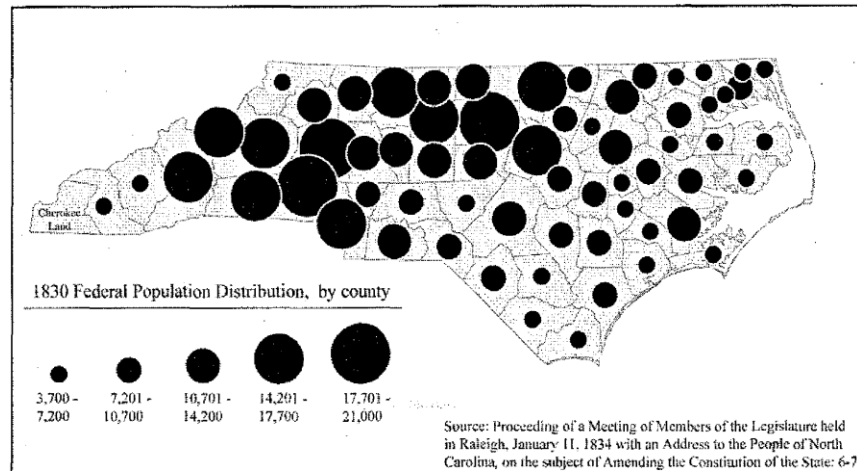 Cherokee
Land
1830 Federal Population Distribution, by county
3,700 - 7,201 - 10,701 - 14,201 - 17,701 -
7,200 10,700 14,200 17,700 21,000
Source: Proceeding of a Meeting of Members of the Legislature held
in Raleigh, January 11, 1834 with an Address to the People of North
Carolina, on the subject of Amending the Constitution of the State: 6-7